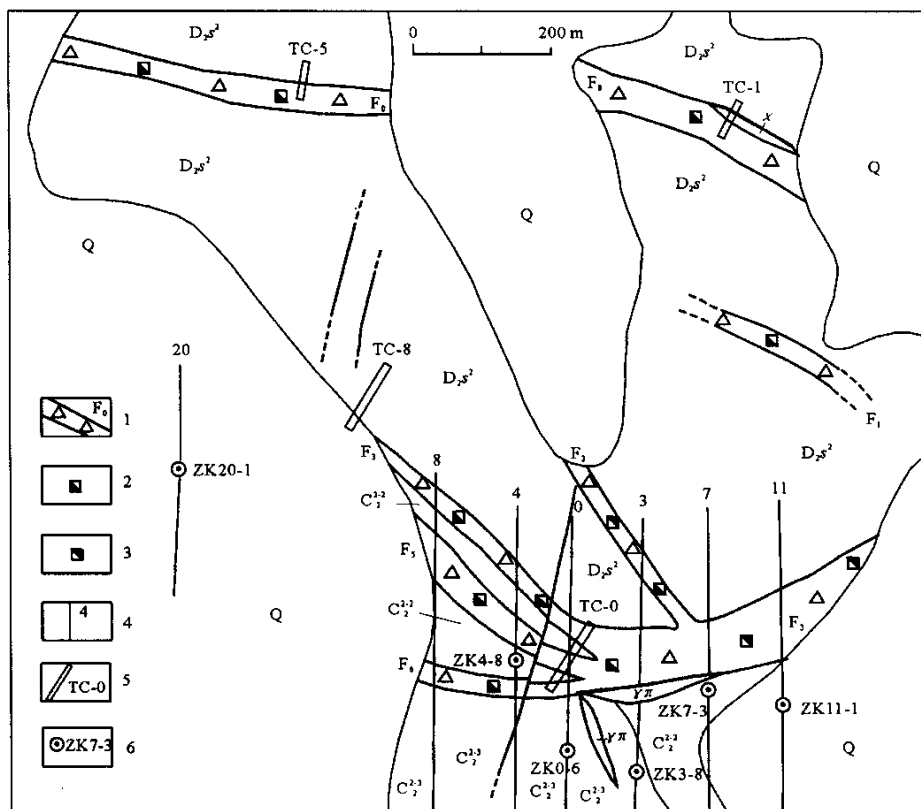 D₂s²
TC-5
0 200 m
D₂s²
F₀
TC-1
x
F₀
D₂s²
D₂s²
Q
Q
Q
20
TC-8
D₂s²
F₁
D₂s²
F₀ 1
ZK20-1
F₃
8
4
F₂
0
3
7
11
2
C₂²⁻²
3
F₅
D₂s²
TC-0
F₃
4 4
Q
C₂²⁻²
ZK4-8
F₆
γπ
ZK7-3
ZK11-1
TC-0 5
γπ
C₂²⁻³
Q
ZK7-3 6
C₂²⁻³
C₂²⁻³
ZK0-6
C₂²⁻³
ZK3-8